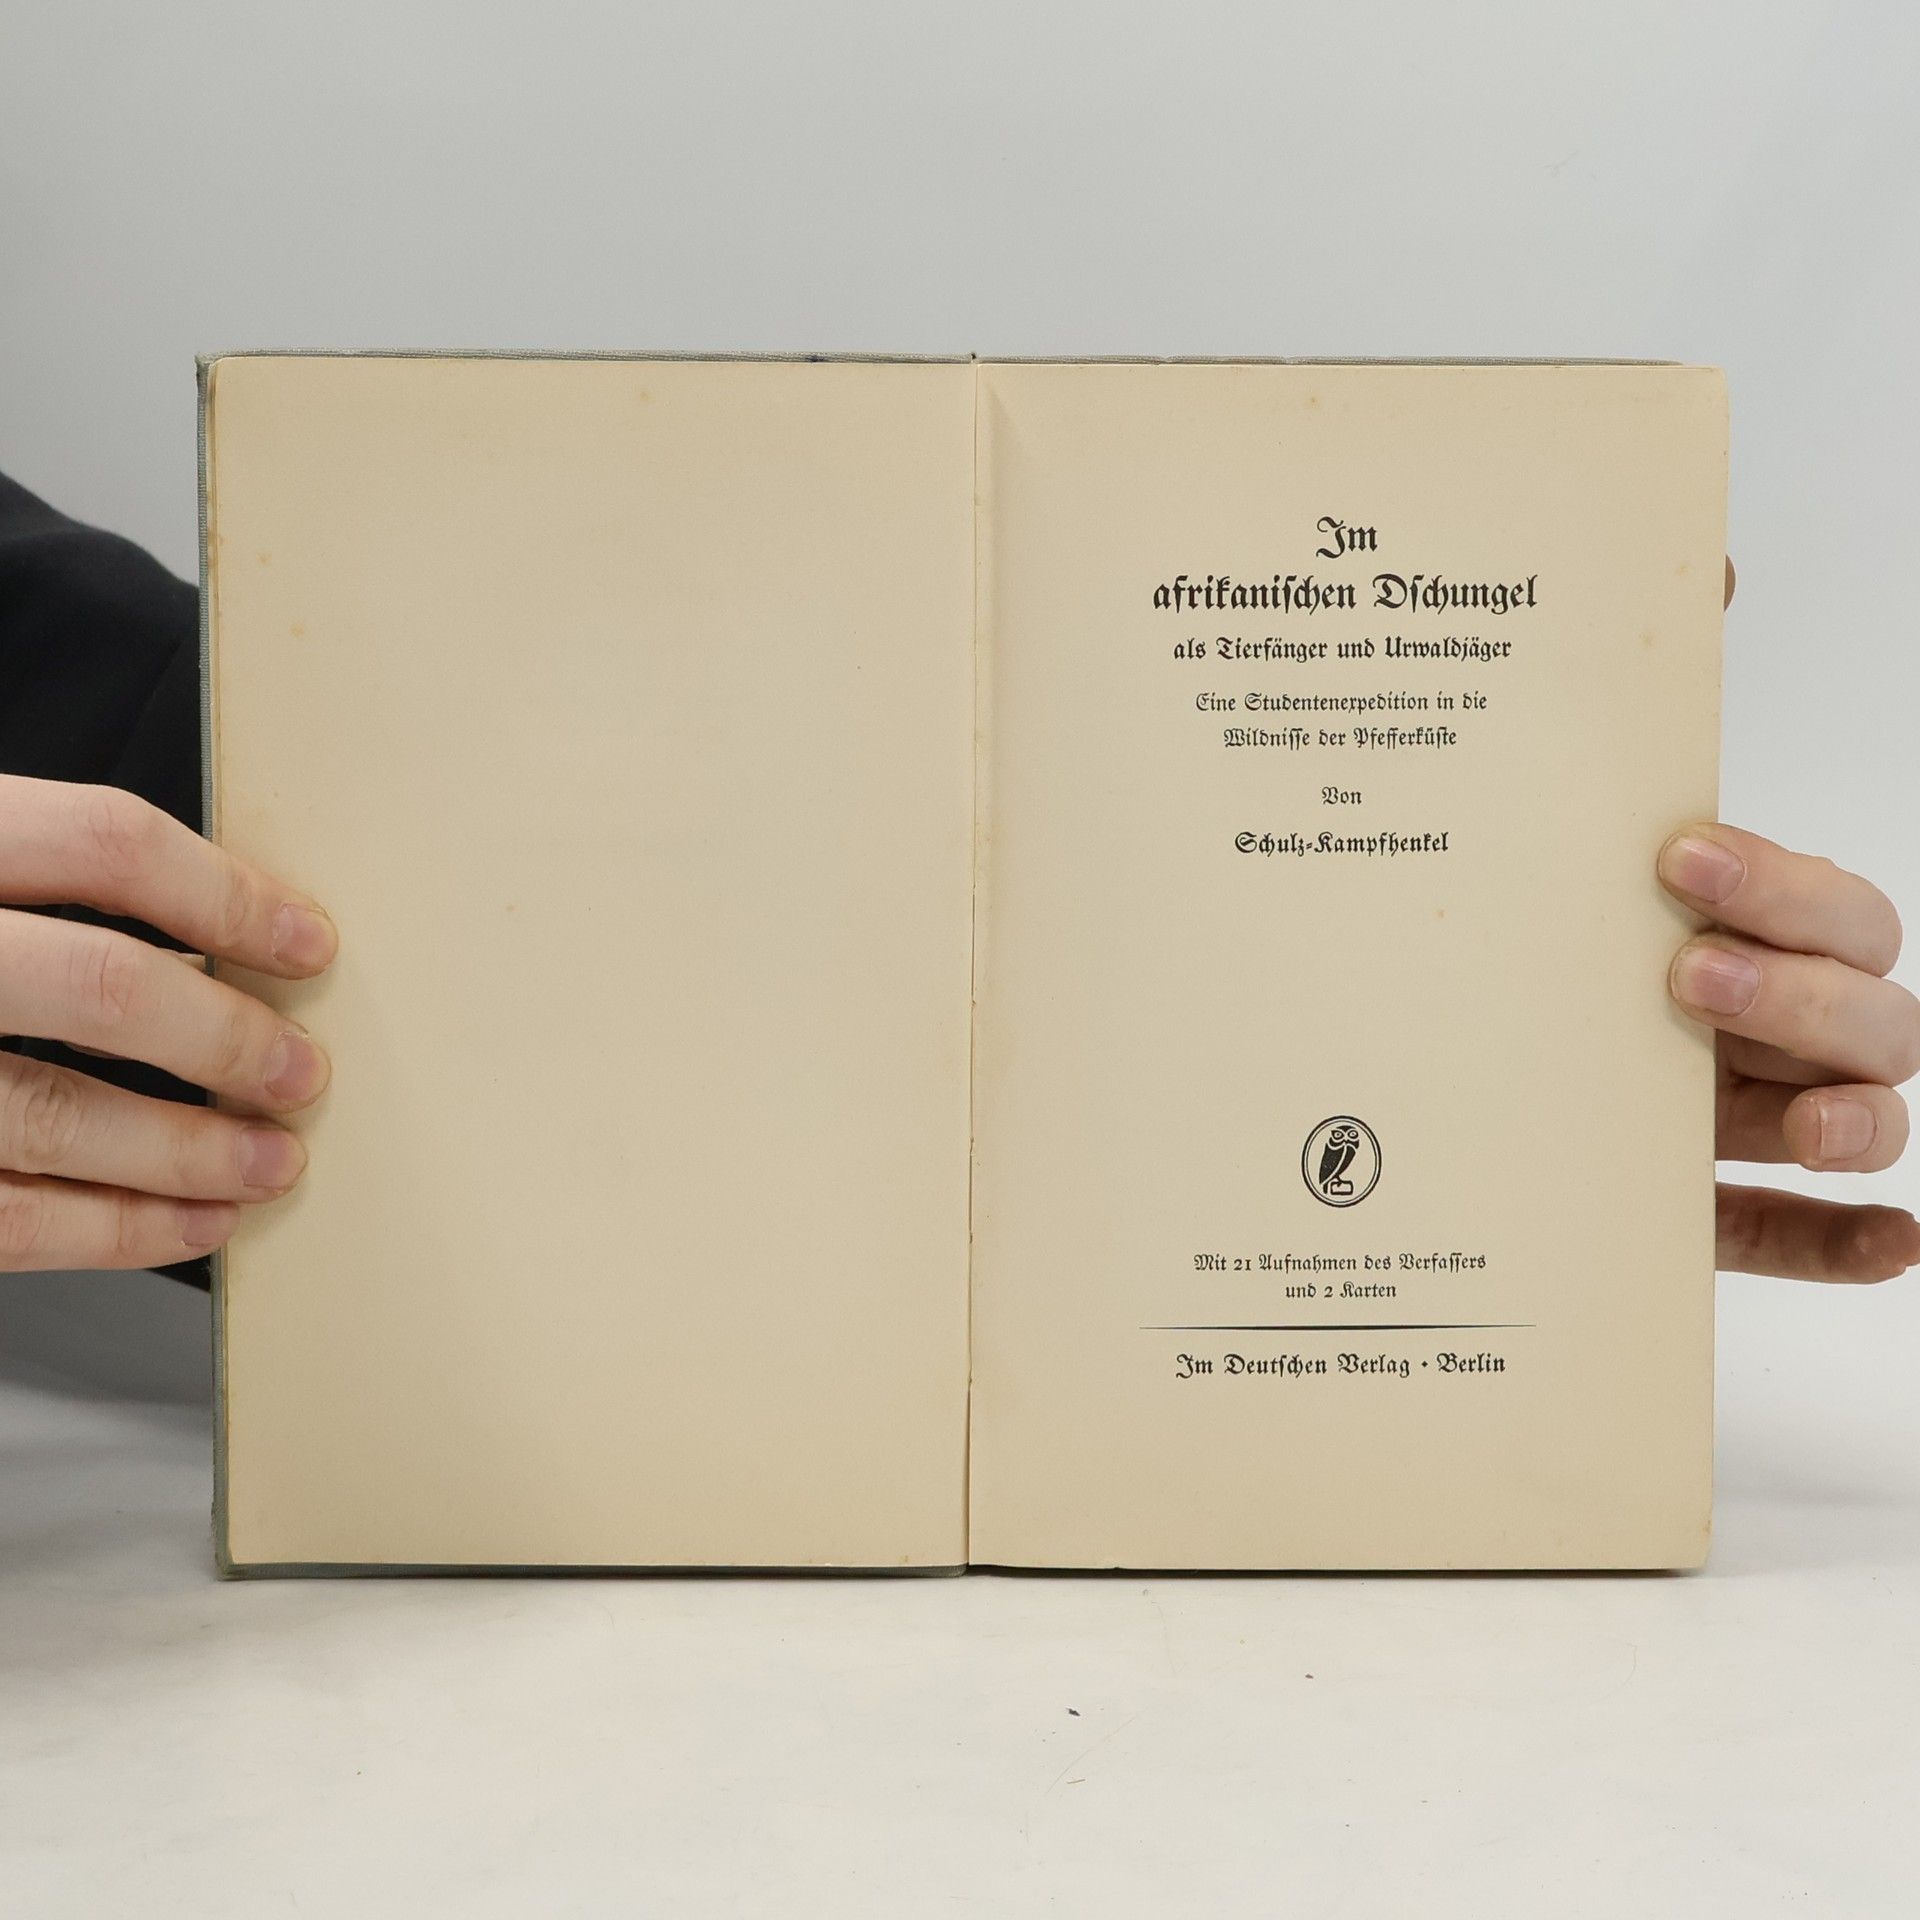 Im
afrikanischen Dschungel
als Tierfänger und Urwaldjäger
Eine Studentenexpedition in die
Wildnisse der Pfefferküste
Von
Schulz-Kampfhenkel
Mit 21 Aufnahmen des Verfassers
und 2 Karten
Im Deutschen Verlag · Berlin